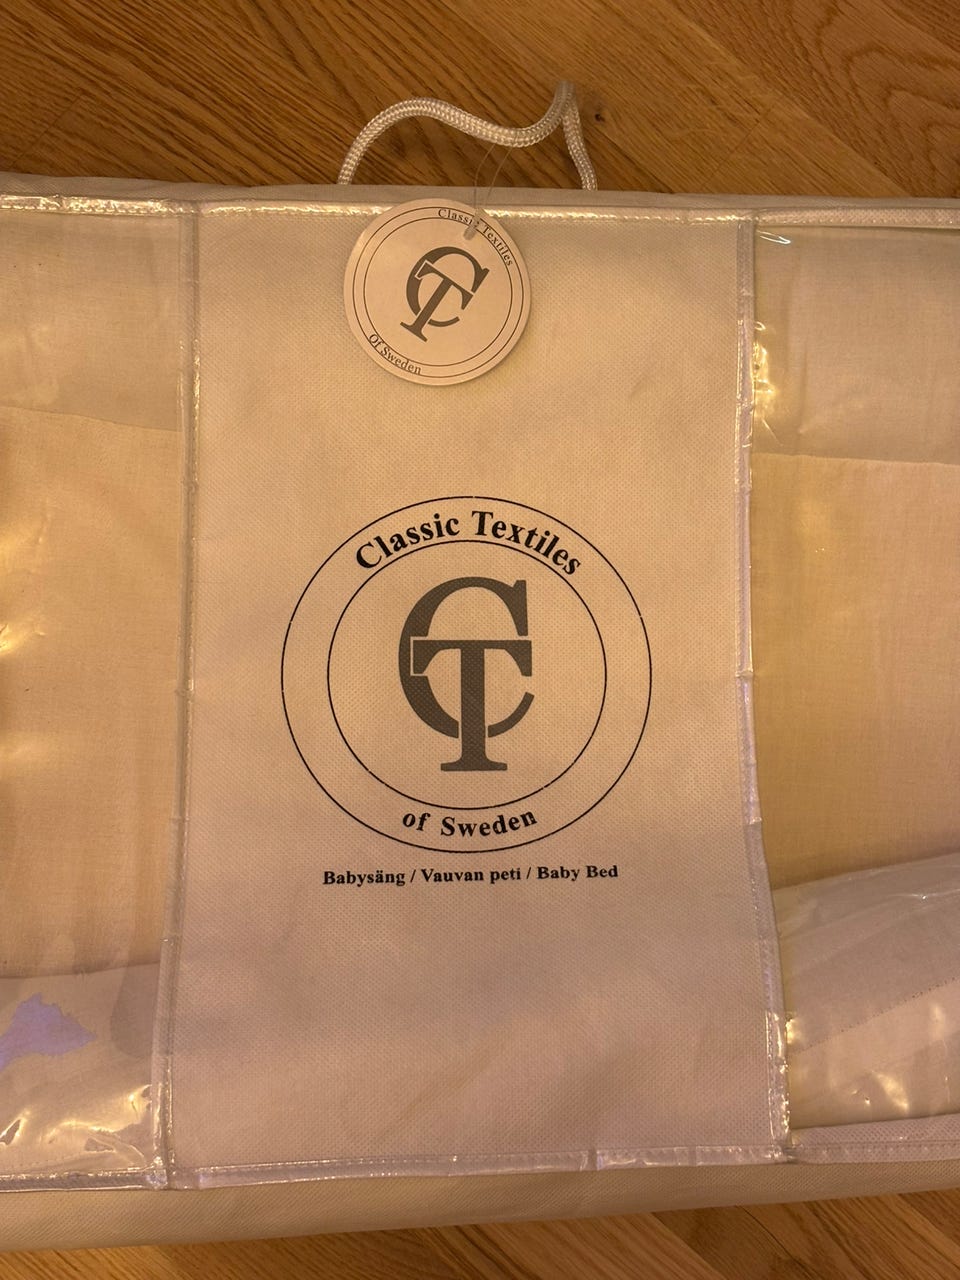 Classic Textiles
CT
Of Sweden
Classic Textiles
CT
of Sweden
Babysäng / Vauvan peti / Baby Bed